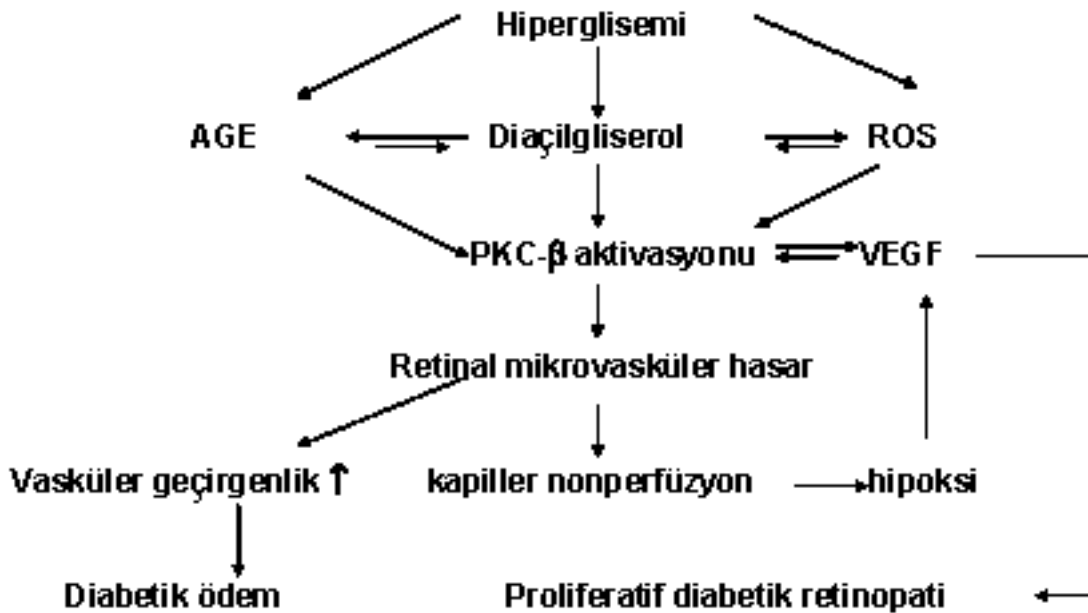 Hiperglisemi
AGE Diaçilgliserol ROS
PKC-β aktivasyonu VEGF
Retinal mikrovasküler hasar
Vasküler geçirgenlik ↑ kapiller nonperfüzyon hipoksi
Diabetik ödem Proliferatif diabetik retinopati